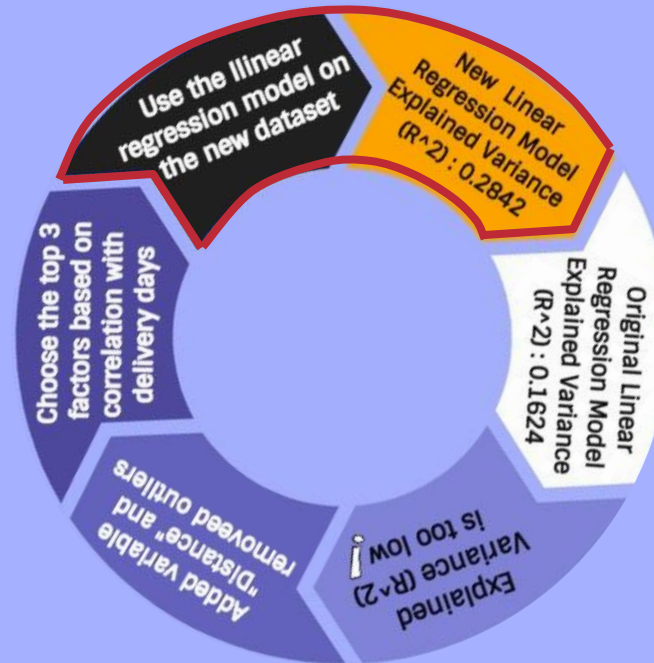 Use the llinear
regression model on
the new dataset
New Linear
Regression Model
Explained Variance
(R^2) : 0.2842
Original Linear
Regression Model
Explained Variance
(R^2) : 0.1624
Explained
Variance (R^2)
is too low
!
Added variable
"Distance" and
removeed outliers
Choose the top 3
factors based on
correlation with
delivery days